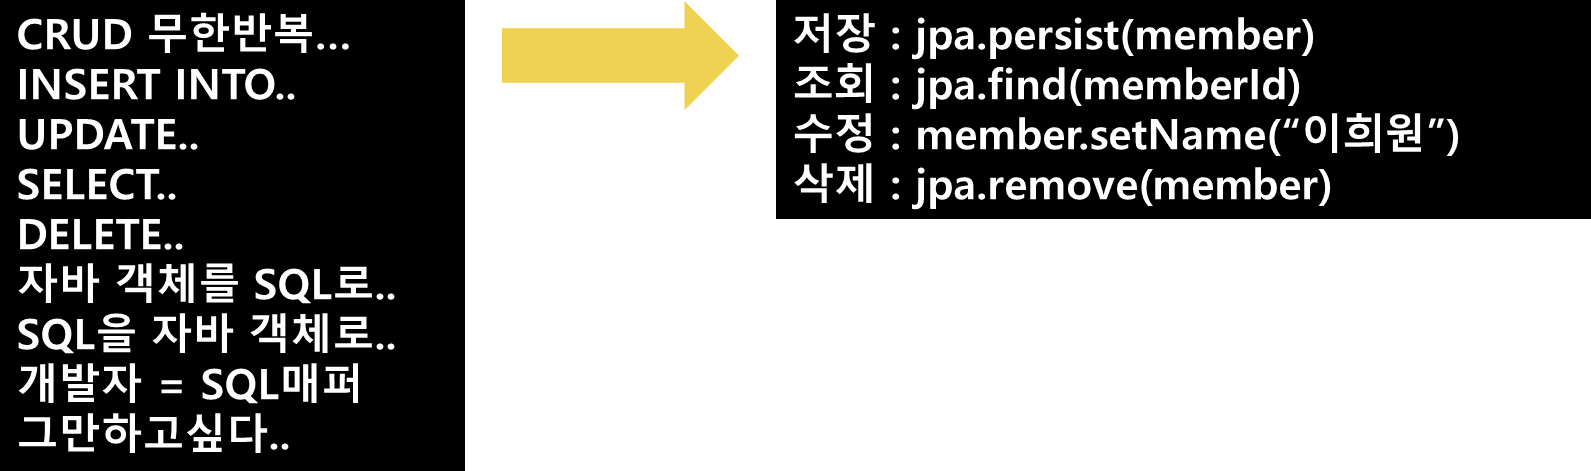 CRUD 무한반복...
INSERT INTO..
UPDATE..
SELECT..
DELETE..
자바 객체를 SQL로..
SQL을 자바 객체로..
개발자 = SQL매퍼
그만하고싶다..
저장 : jpa.persist(member)
조회 : jpa.find(memberId)
수정 : member.setName(“이희원”)
삭제 : jpa.remove(member)